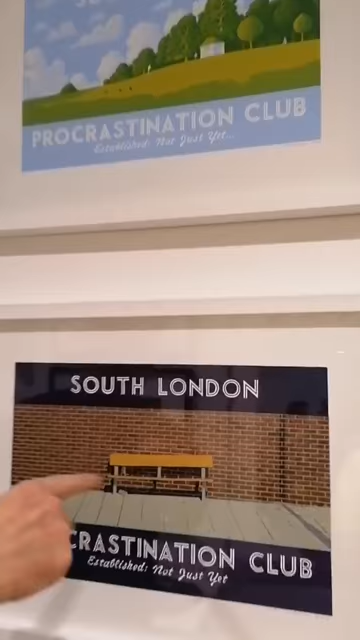 PROCRASTINATION CLUB
Established: Not Just Yet...
SOUTH LONDON
CRASTINATION CLUB
Established: Not Just Yet